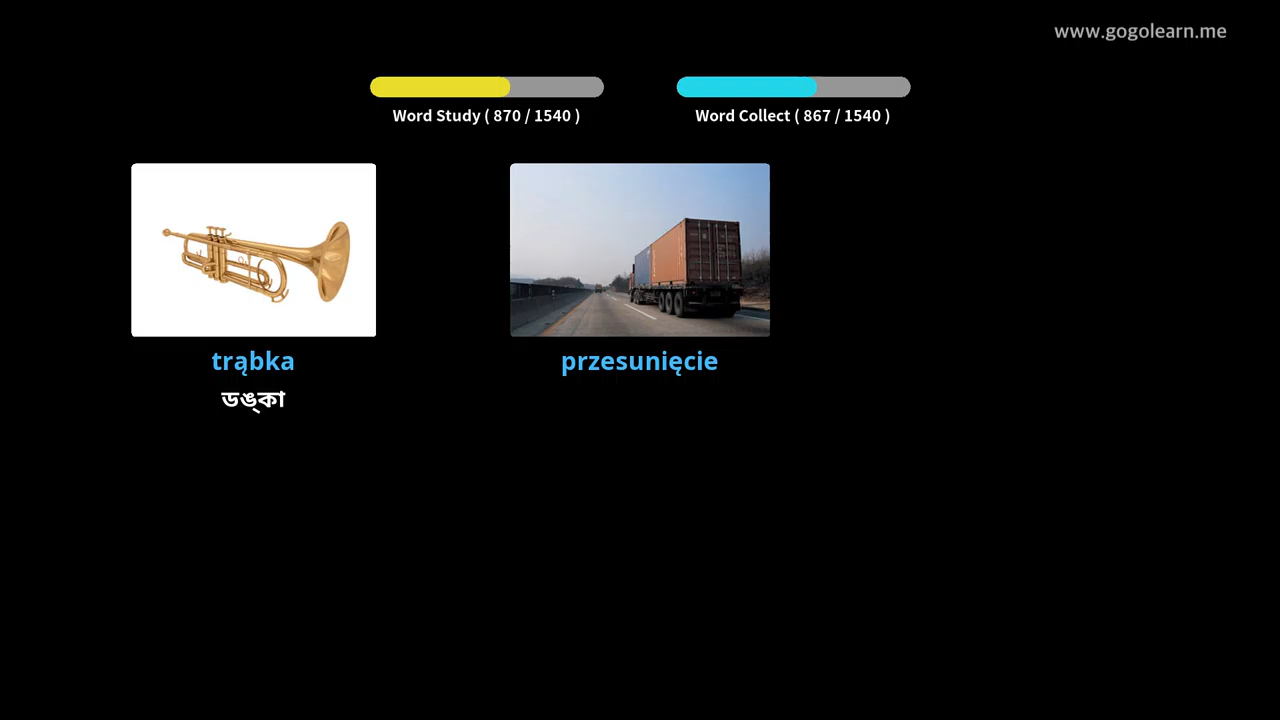 www.gogolearn.me
Word Study ( 870 / 1540 )
Word Collect ( 867 / 1540 )
trąbka
przesunięcie
ডঙ্কা